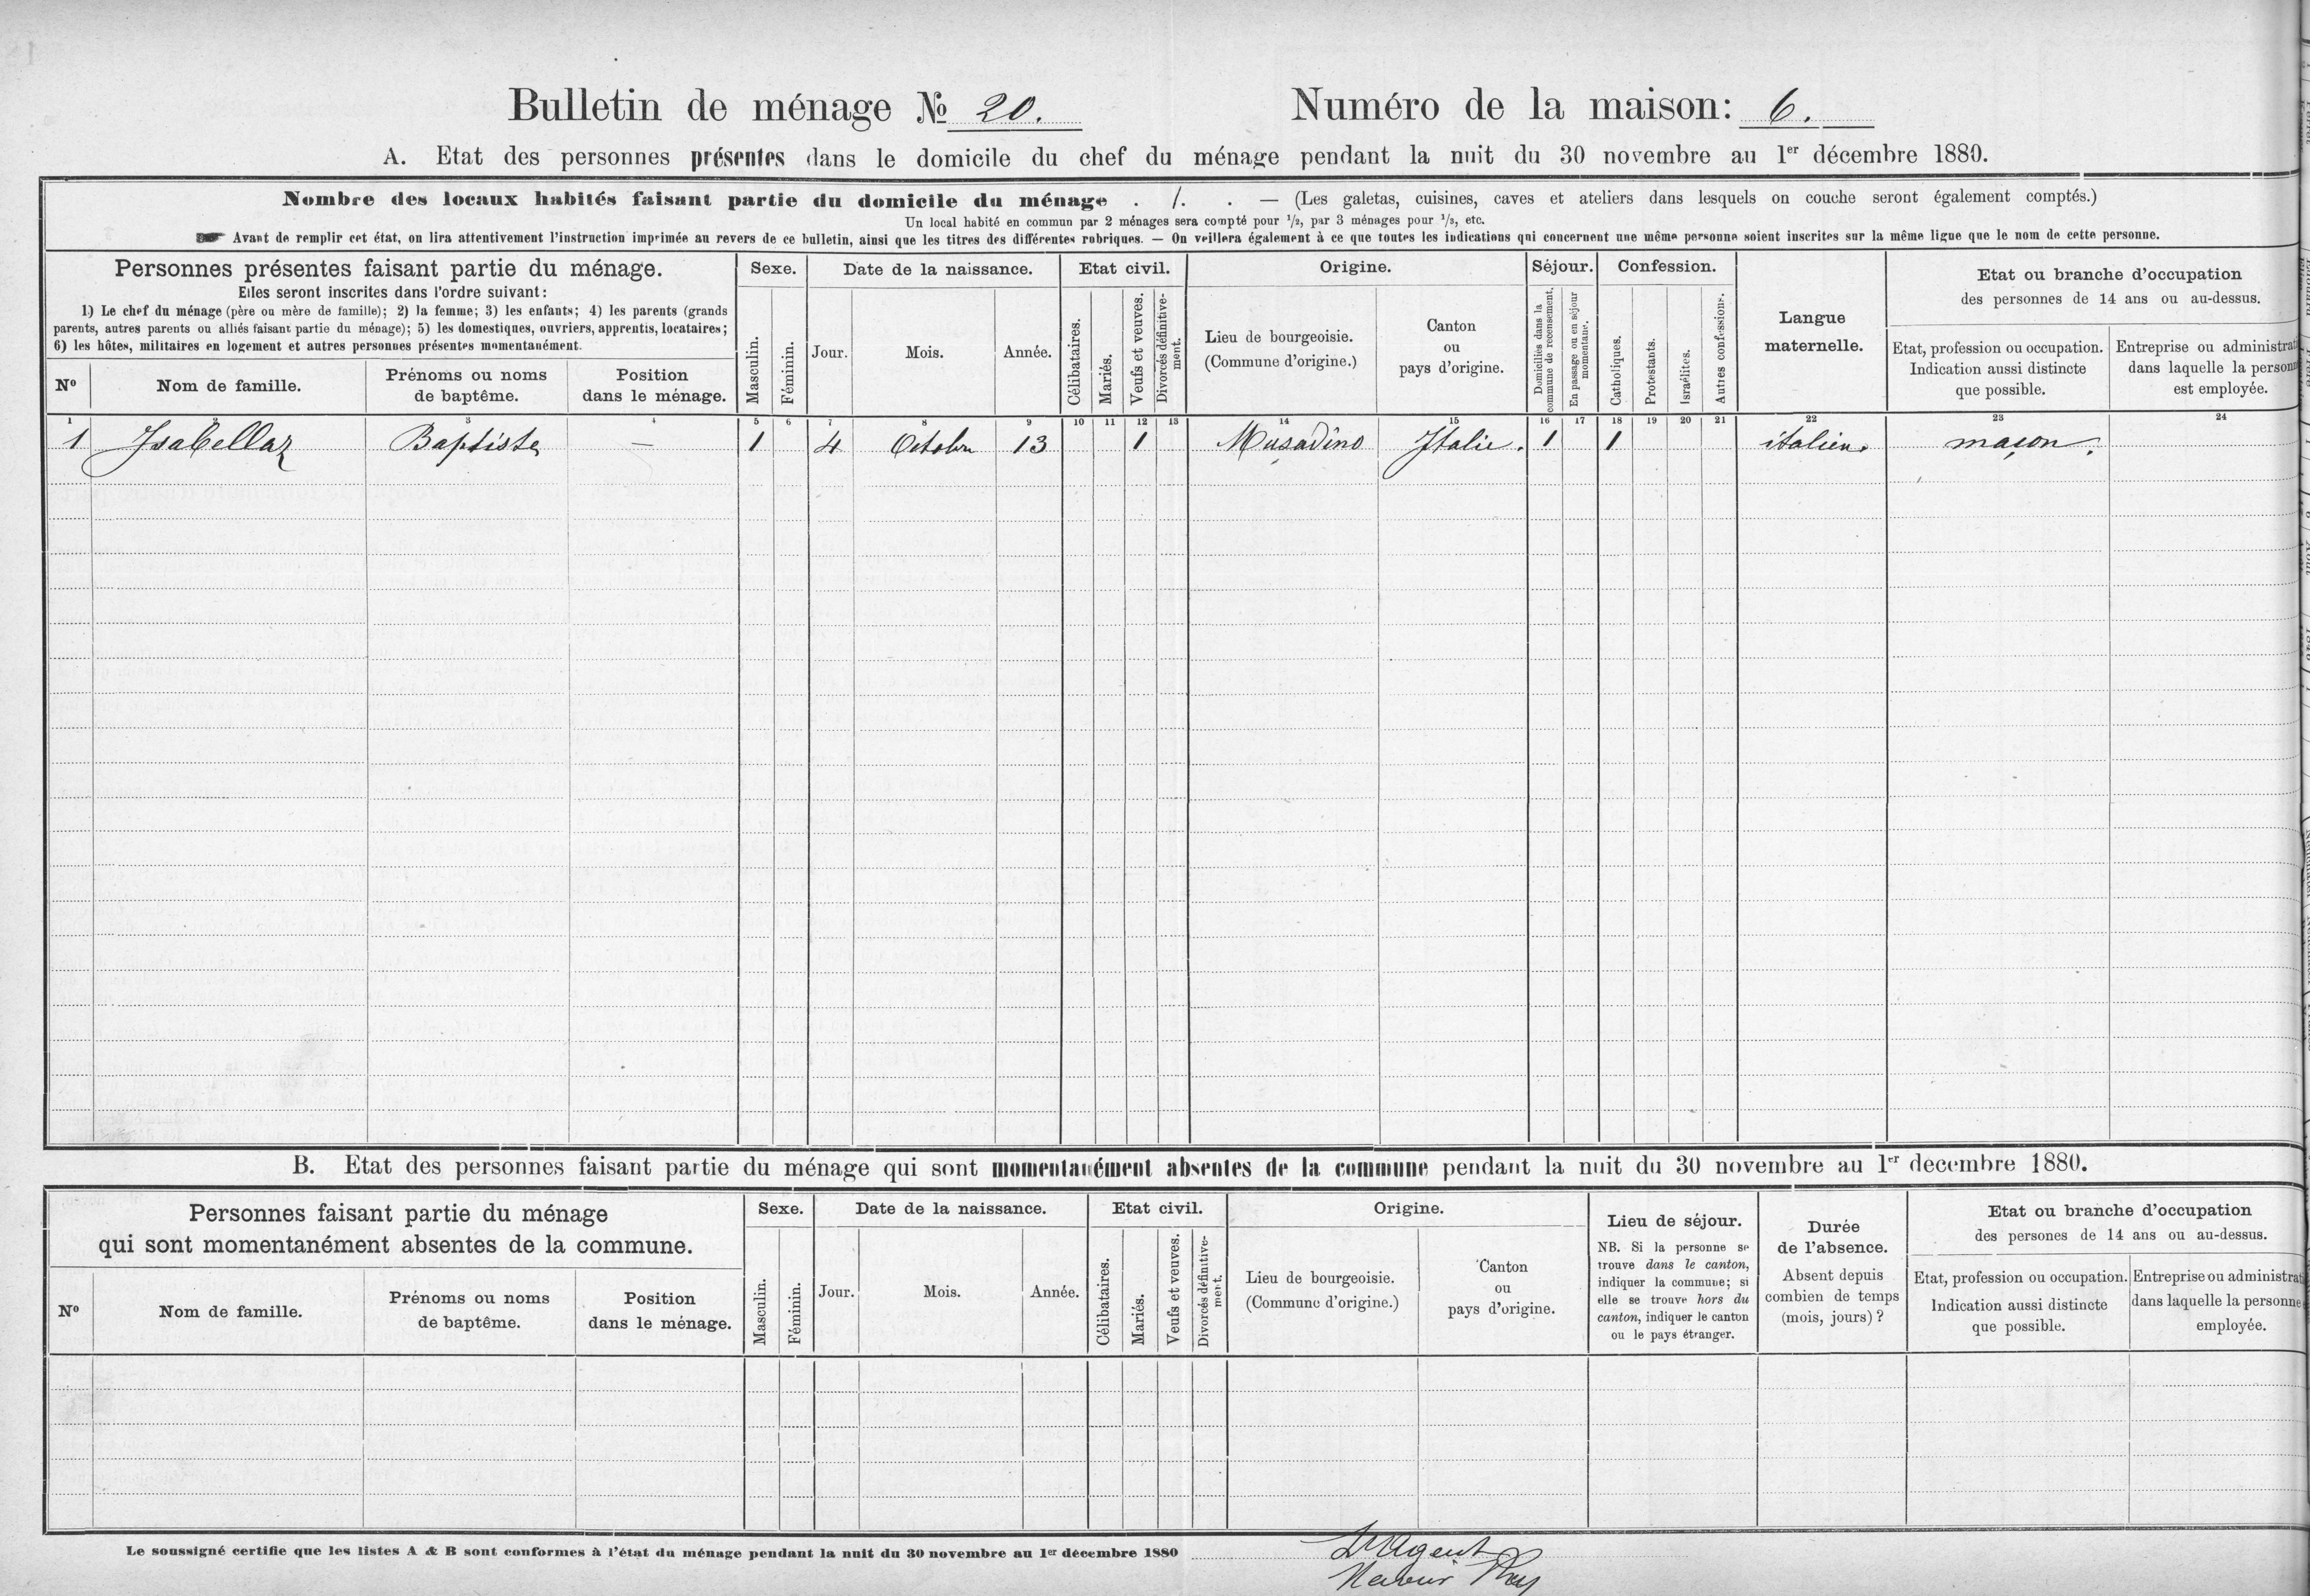 Bulletin de ménage No 20. Numéro de la maison: 6.
A. Etat des personnes présentes dans le domicile du chef du ménage pendant la nuit du 30 novembre au 1er décembre 1880.
Nombre des locaux habités faisant partie du domicile du ménage . 1. . — (Les galetas, cuisines, caves et ateliers dans lesquels on couche seront également comptés.)
Un local habité en commun par 2 ménages sera compté pour 1/2, par 3 ménages pour 1/3, etc.
Avant de remplir cet état, on lira attentivement l'instruction imprimée au revers de ce bulletin, ainsi que les titres des différentes rubriques. — On veillera également à ce que toutes les indications qui concernent une même personne soient inscrites sur la même ligne que le nom de cette personne.
Personnes présentes faisant partie du ménage.
Elles seront inscrites dans l'ordre suivant:
1) Le chef du ménage (père ou mère de famille); 2) la femme; 3) les enfants; 4) les parents (grands
parents, autres parents ou alliés faisant partie du ménage); 5) les domestiques, ouvriers, apprentis, locataires;
6) les hôtes, militaires en logement et autres personnes présentes momentanément.
No
Nom de famille.
Prénoms ou noms
de baptême.
Position
dans le ménage.
Sexe.
Masculin.
Féminin.
Date de la naissance.
Jour.
Mois.
Année.
Etat civil.
Célibataires.
Mariés.
Veufs et veuves.
Divorcés définitive-
ment.
Origine.
Lieu de bourgeoisie.
(Commune d'origine.)
Canton
ou
pays d'origine.
Séjour.
Domiciliés dans la
commune de recensement.
En passage ou en séjour
momentané.
Confession.
Catholiques.
Protestants.
Israélites.
Autres confessions.
Langue
maternelle.
Etat ou branche d'occupation
des personnes de 14 ans ou au-dessus.
Etat, profession ou occupation.
Indication aussi distincte
que possible.
Entreprise ou administrat
dans laquelle la person
est employée.
1 2 3 4 5 6 7 8 9 10 11 12 13 14 15 16 17 18 19 20 21 22 23 24
1 Isabellaz Baptiste — 1 4 Octobre 13 1 Musadino Italie. 1 1 italien. maçon.
B. Etat des personnes faisant partie du ménage qui sont momentanément absentes de la commune pendant la nuit du 30 novembre au 1er decembre 1880.
Personnes faisant partie du ménage
qui sont momentanément absentes de la commune.
No
Nom de famille.
Prénoms ou noms
de baptême.
Position
dans le ménage.
Sexe.
Masculin.
Féminin.
Date de la naissance.
Jour.
Mois.
Année.
Etat civil.
Célibataires.
Mariés.
Veufs et veuves.
Divorcés définitive-
ment.
Origine.
Lieu de bourgeoisie.
(Commune d'origine.)
Canton
ou
pays d'origine.
Lieu de séjour.
NB. Si la personne se
trouve dans le canton,
indiquer la commune; si
elle se trouve hors du
canton, indiquer le canton
ou le pays étranger.
Durée
de l'absence.
Absent depuis
combien de temps
(mois, jours) ?
Etat ou branche d'occupation
des persones de 14 ans ou au-dessus.
Etat, profession ou occupation.
Indication aussi distincte
que possible.
Entreprise ou administrat
dans laquelle la personne
employée.
Le soussigné certifie que les listes A & B sont conformes à l'état du ménage pendant la nuit du 30 novembre au 1er décembre 1880
L'Agent